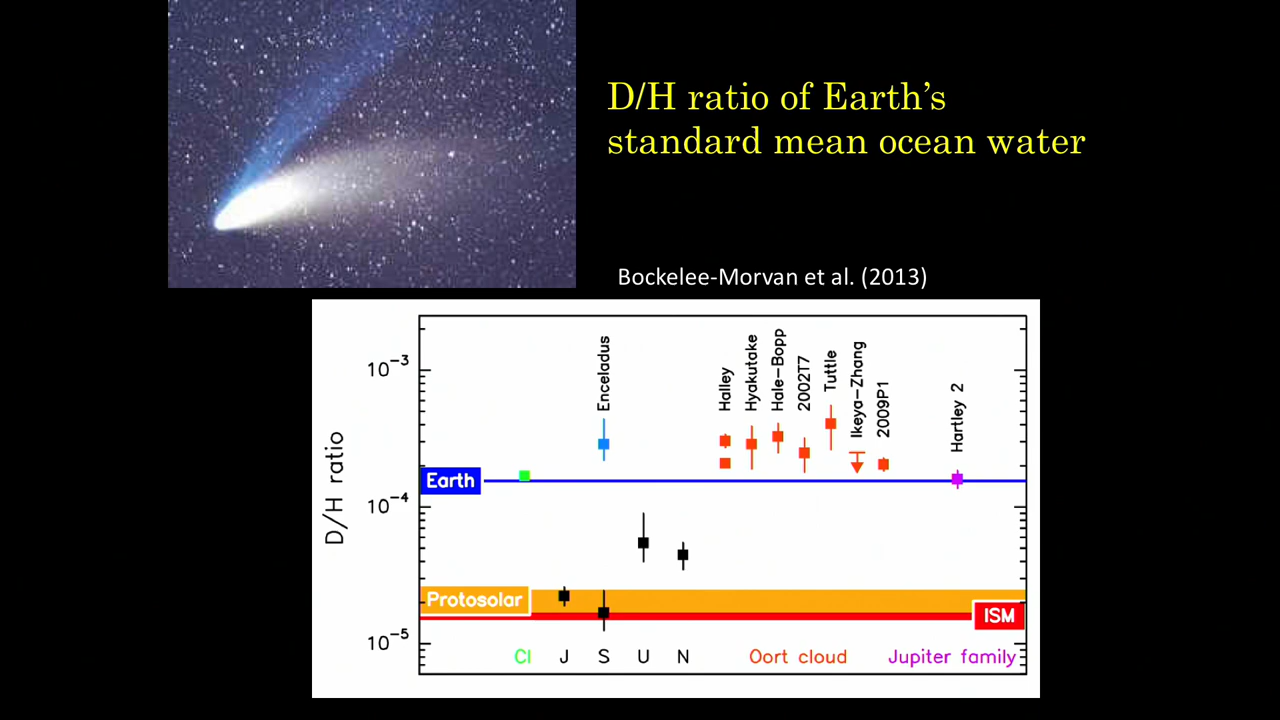 D/H ratio of Earth's
standard mean ocean water
Bockelee-Morvan et al. (2013)
D/H ratio
10⁻³
10⁻⁴
10⁻⁵
Earth
Protosolar
ISM
Enceladus
Halley
Hyakutake
Hale-Bopp
2002T7
Tuttle
Ikeya-Zhang
2009P1
Hartley 2
CI J S U N Oort cloud Jupiter family